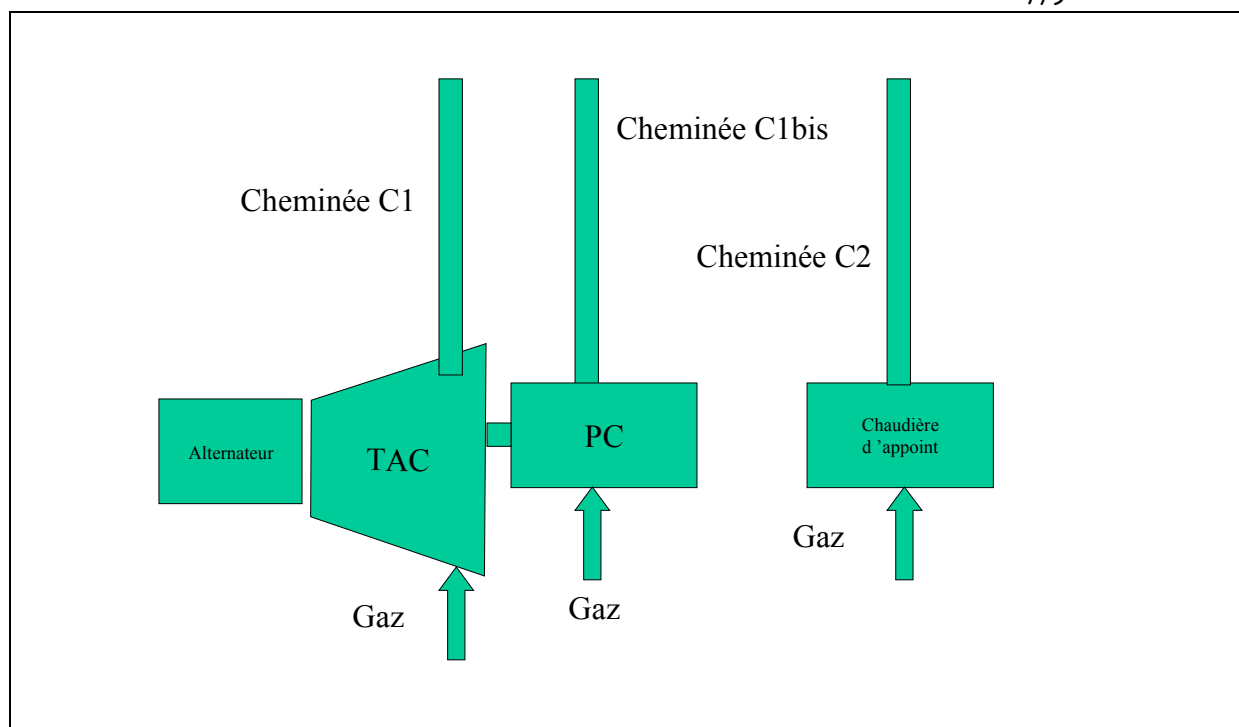 Cheminée C1bis
Cheminée C1
Cheminée C2
Alternateur
TAC
PC
Chaudière
d ’appoint
Gaz
Gaz
Gaz